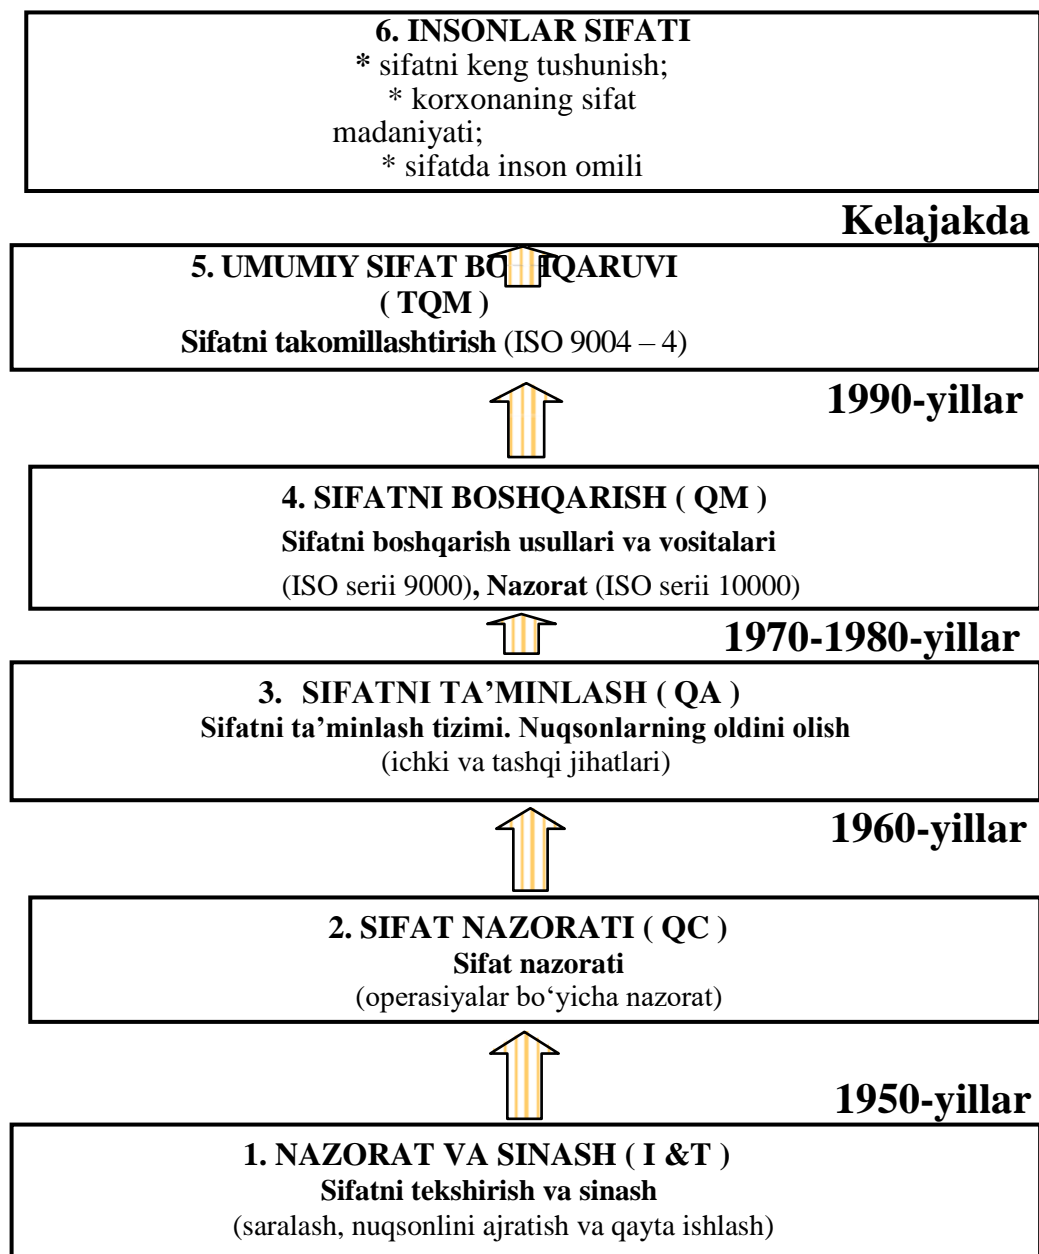 6. INSONLAR SIFATI
* sifatni keng tushunish;
* korxonaning sifat
madaniyati;
* sifatda inson omili
Kelajakda
5. UMUMIY SIFAT
( TQM )
Sifatni takomillashtirish (ISO 9004 – 4)
1990-yillar
4. SIFATNI BOSHQARISH ( QM )
Sifatni boshqarish usullari va vositalari
(ISO serii 9000), Nazorat (ISO serii 10000)
1970-1980-yillar
3. SIFATNI TA’MINLASH ( QA )
Sifatni ta’minlash tizimi. Nuqsonlarning oldini olish
(ichki va tashqi jihatlari)
1960-yillar
2. SIFAT NAZORATI ( QC )
Sifat nazorati
(operasiyalar bo‘yicha nazorat)
1950-yillar
1. NAZORAT VA SINASH ( I &T )
Sifatni tekshirish va sinash
(saralash, nuqsonlini ajratish va qayta ishlash)